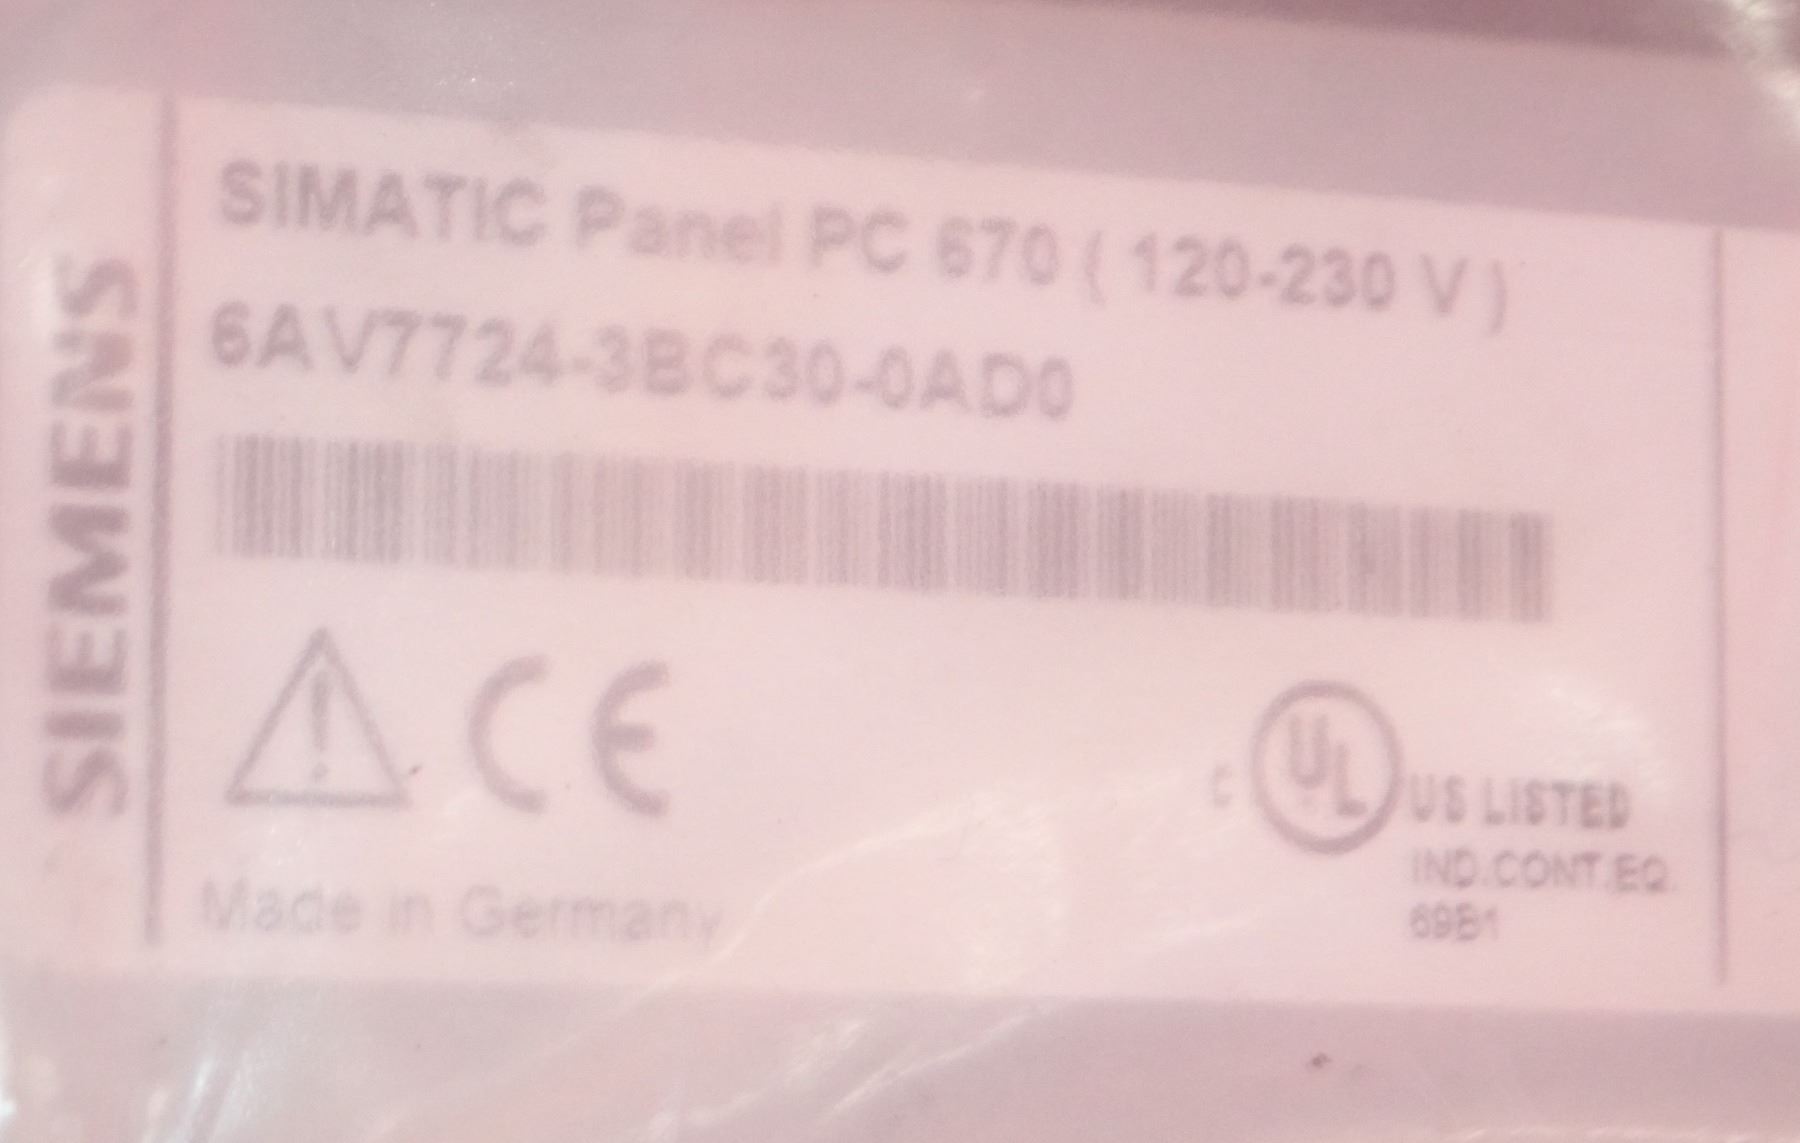 SIEMENS
SIMATIC Panel PC 670 ( 120-230 V )
6AV7724-3BC30-0AD0
CE
c UL US LISTED
IND.CONT.EQ.
69B1
Made in Germany